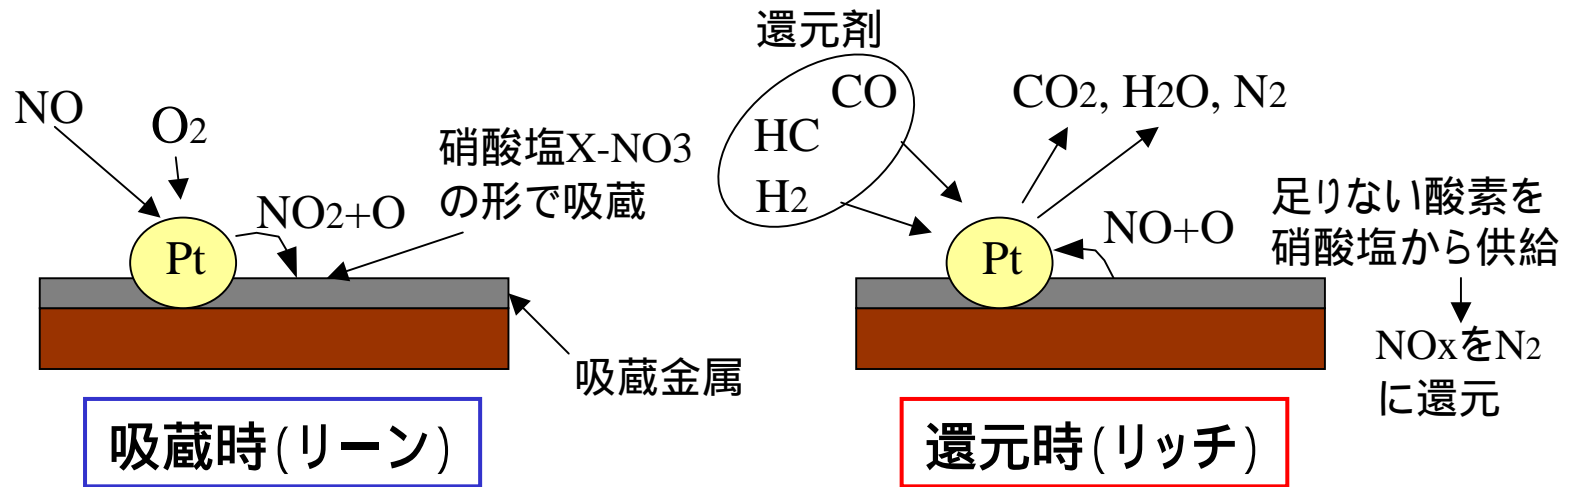 NO
O2
硝酸塩X-NO3
の形で吸蔵
NO2+O
Pt
吸蔵金属
吸蔵時(リーン)
還元剤
CO
HC
H2
CO2, H2O, N2
NO+O
Pt
足りない酸素を
硝酸塩から供給
NOxをN2
に還元
還元時(リッチ)